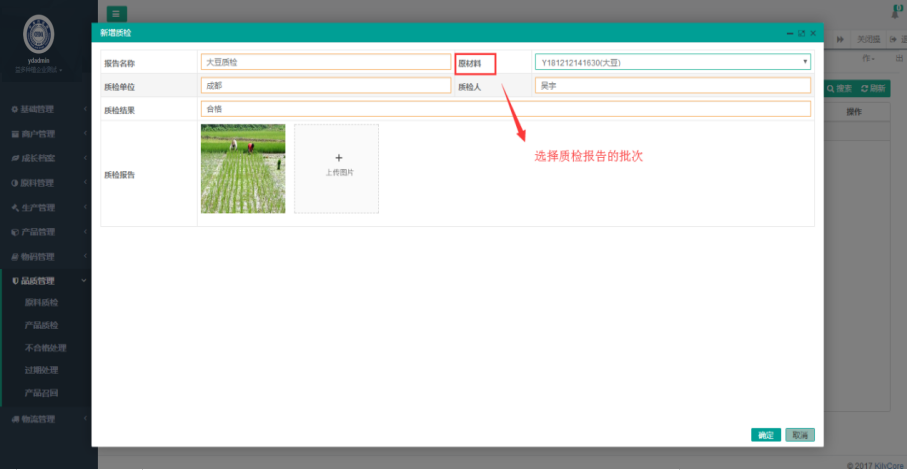 新增质检
ydadmin
关闭操
报告名称
大豆质检
原材料
Y181212141630(大豆)
质检单位
成都
质检人
吴宇
搜索
刷新
质检结果
合格
操作
基础管理
商户管理
成长档案
原料管理
生产管理
产品管理
物码管理
品质管理
原料质检
产品质检
不合格处理
过期处理
产品召回
物流管理
质检报告
+
上传图片
选择质检报告的批次
确定
取消
© 2017 KilyCore